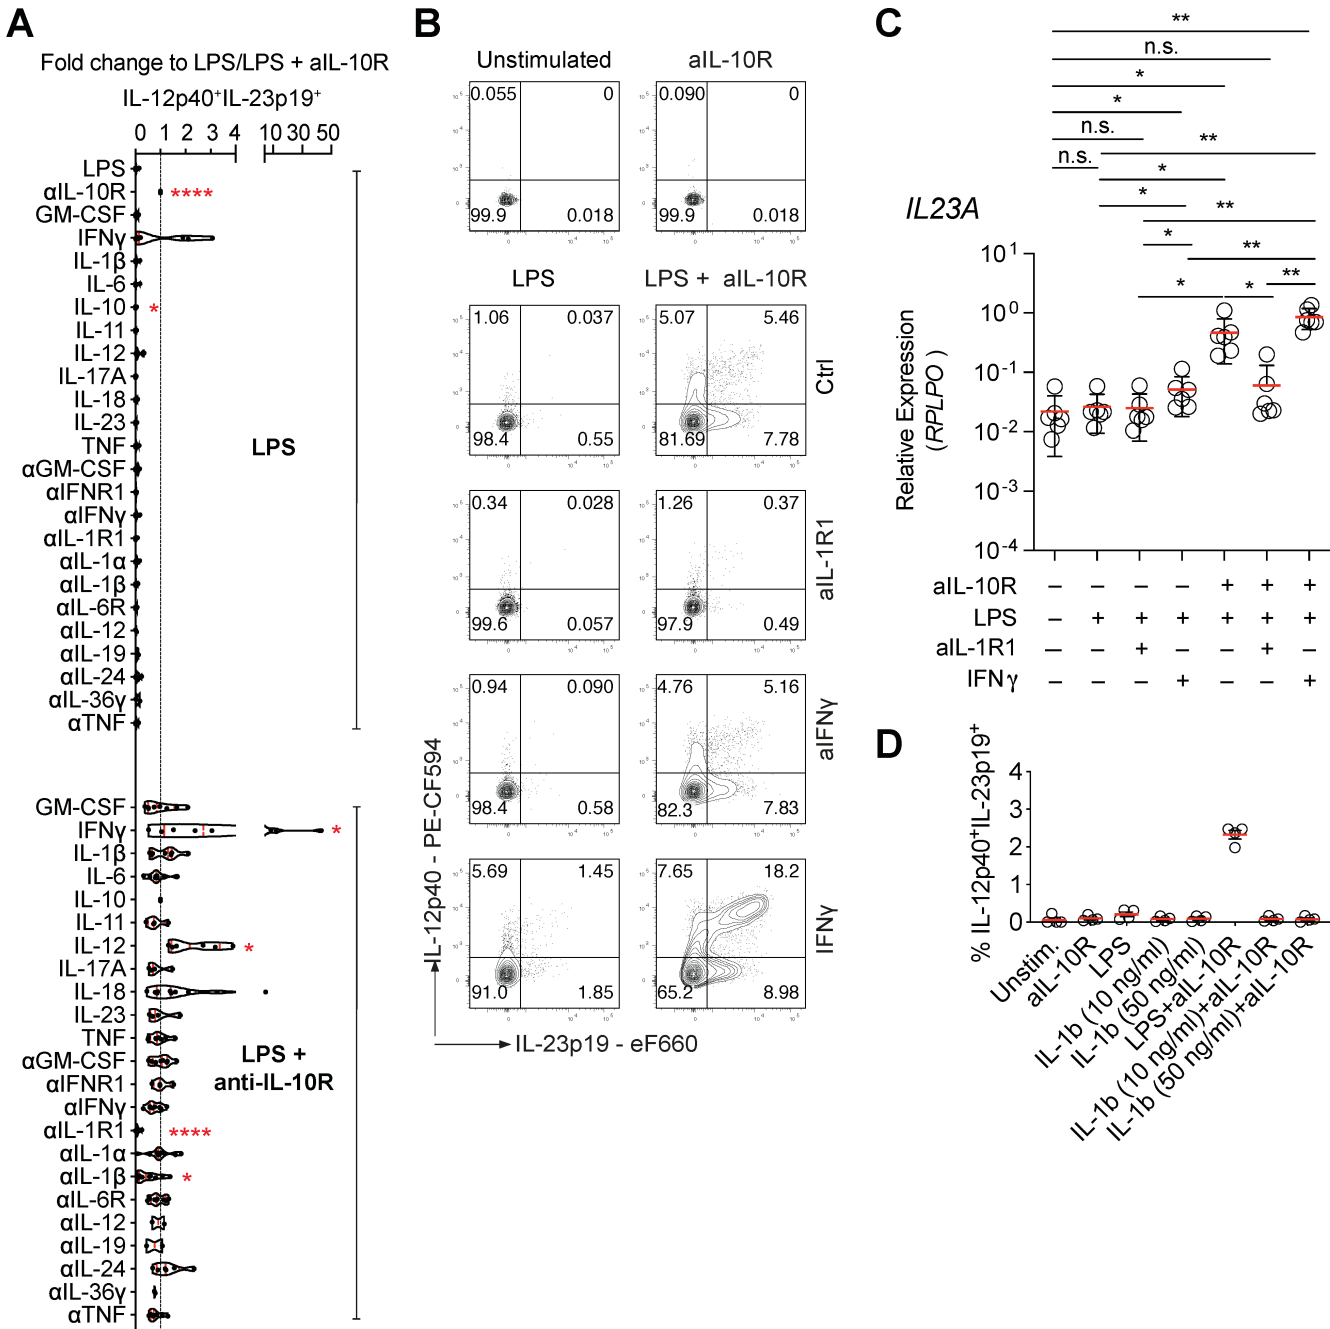 A
Fold change to LPS/LPS + aIL-10R
IL-12p40⁺IL-23p19⁺
0 1 2 3 4 10 30 50
LPS
αIL-10R ****
GM-CSF
IFNγ
IL-1β
IL-6
IL-10 *
IL-11
IL-12
IL-17A
IL-18
IL-23
TNF
αGM-CSF
αIFNR1
αIFNγ
αIL-1R1
αIL-1α
αIL-1β
αIL-6R
αIL-12
αIL-19
αIL-24
αIL-36γ
αTNF
LPS
GM-CSF
IFNγ *
IL-1β
IL-6
IL-10
IL-11
IL-12 *
IL-17A
IL-18
IL-23
TNF
αGM-CSF
αIFNR1
αIFNγ
αIL-1R1 ****
αIL-1α
αIL-1β *
αIL-6R
αIL-12
αIL-19
αIL-24
αIL-36γ
αTNF
LPS +
anti-IL-10R
B
Unstimulated
aIL-10R
0.055 0
99.9 0.018
0.090 0
99.9 0.018
LPS
LPS + aIL-10R
1.06 0.037
98.4 0.55
5.07 5.46
81.69 7.78
Ctrl
0.34 0.028
99.6 0.057
1.26 0.37
97.9 0.49
aIL-1R1
0.94 0.090
98.4 0.58
4.76 5.16
82.3 7.83
aIFNγ
5.69 1.45
91.0 1.85
7.65 18.2
65.2 8.98
IFNγ
IL-12p40 - PE-CF594
IL-23p19 - eF660
C
**
n.s.
*
*
n.s.
**
n.s.
*
*
**
*
**
**
*
*
IL23A
Relative Expression
(RPLPO )
10¹
10⁰
10⁻¹
10⁻²
10⁻³
10⁻⁴
aIL-10R – – – – + + +
LPS – + + + + + +
aIL-1R1 – – + – – + –
IFNγ – – – + – – +
D
% IL-12p40⁺IL-23p19⁺
4
3
2
1
0
Unstim.
aIL-10R
LPS
IL-1b (10 ng/ml)
IL-1b (50 ng/ml)
LPS+aIL-10R
IL-1b (10 ng/ml)+aIL-10R
IL-1b (50 ng/ml)+aIL-10R